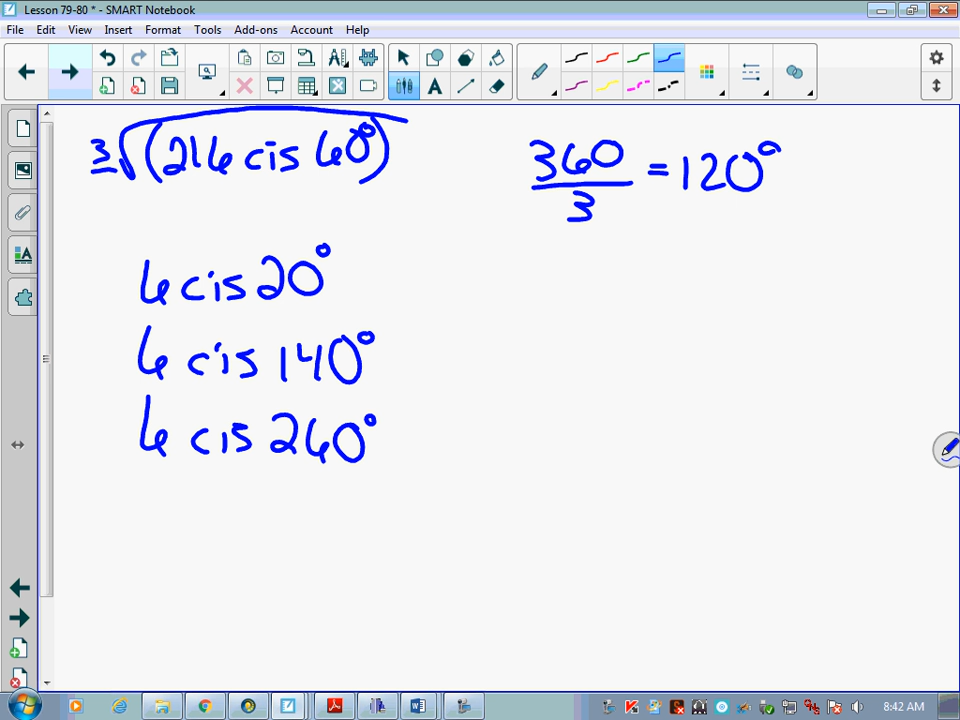 Lesson 79-80 * - SMART Notebook
File Edit View Insert Format Tools Add-ons Account Help
3√(216 cis 60°)
360
3
=120°
6 cis 20°
6 cis 140°
6 cis 260°
8:42 AM